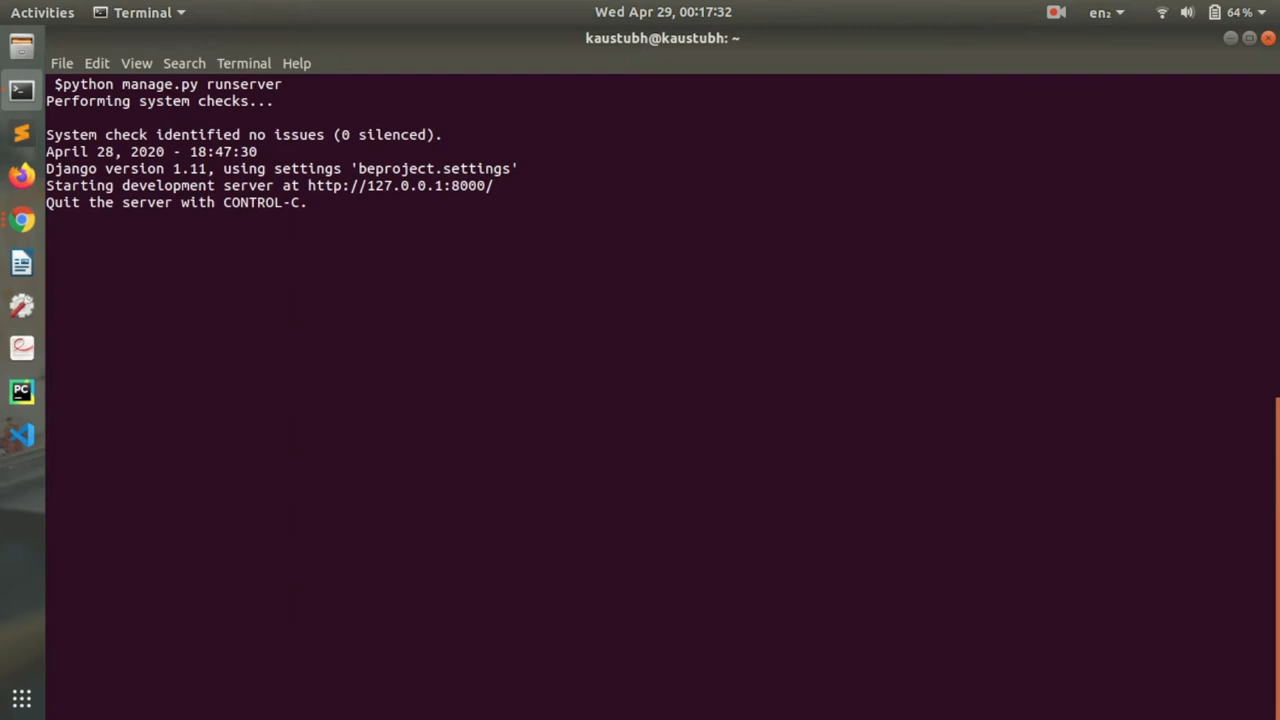 Activities Terminal Wed Apr 29, 00:17:32 en₂ 64 %
kaustubh@kaustubh: ~
File Edit View Search Terminal Help
$python manage.py runserver
Performing system checks...
System check identified no issues (0 silenced).
April 28, 2020 - 18:47:30
Django version 1.11, using settings 'beproject.settings'
Starting development server at http://127.0.0.1:8000/
Quit the server with CONTROL-C.
PC